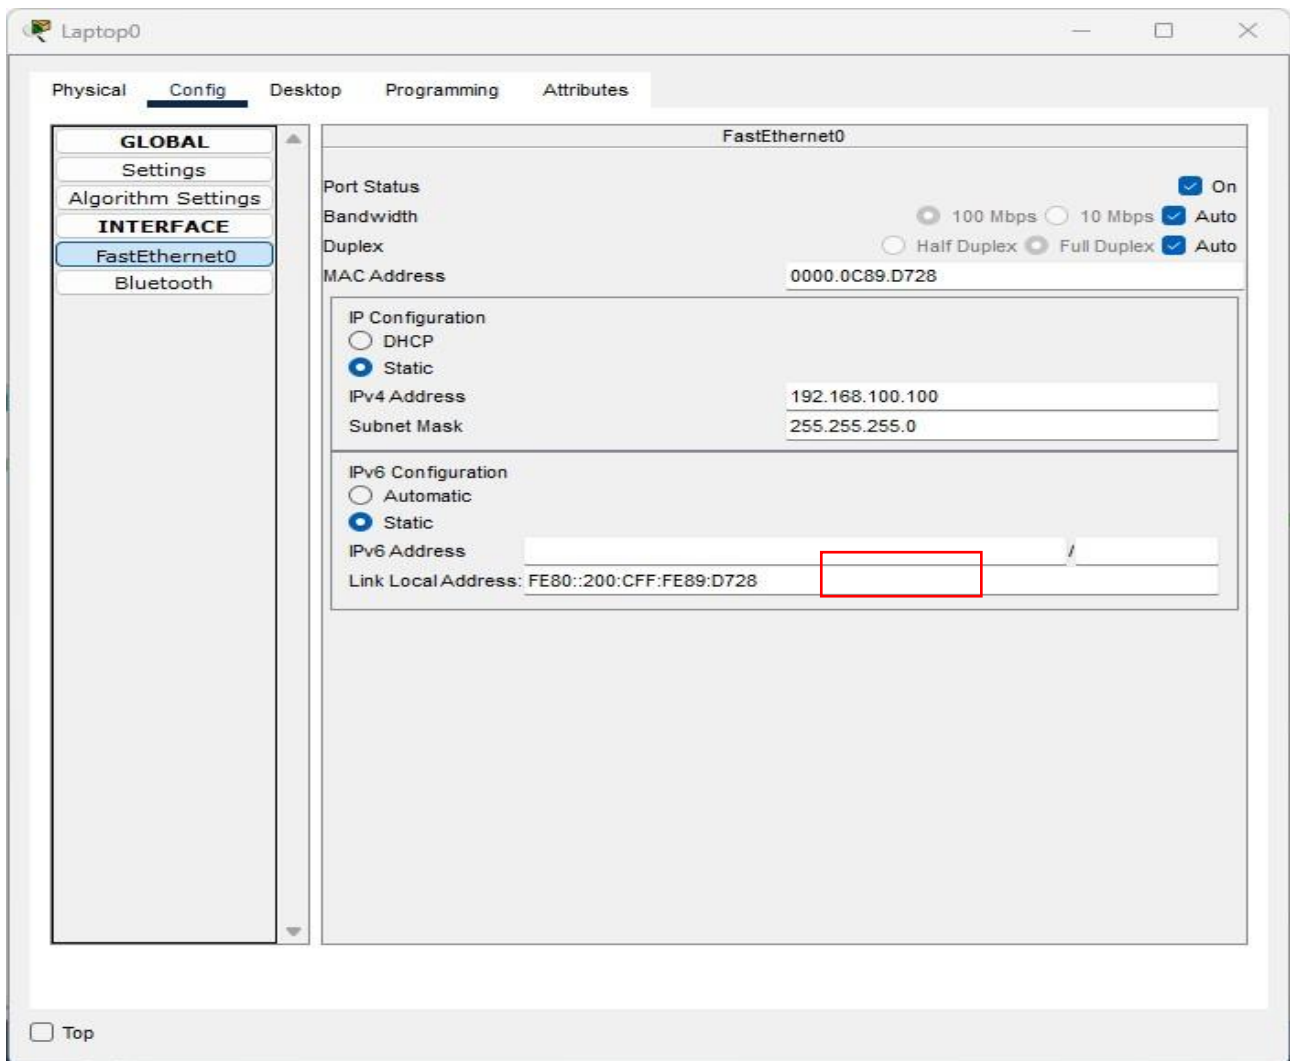 Laptop0
Physical Config Desktop Programming Attributes
GLOBAL
Settings
Algorithm Settings
INTERFACE
FastEthernet0
Bluetooth
FastEthernet0
Port Status On
Bandwidth 100 Mbps 10 Mbps Auto
Duplex Half Duplex Full Duplex Auto
MAC Address 0000.0C89.D728
IP Configuration
DHCP
Static
IPv4 Address 192.168.100.100
Subnet Mask 255.255.255.0
IPv6 Configuration
Automatic
Static
IPv6 Address /
Link Local Address: FE80::200:CFF:FE89:D728
Top